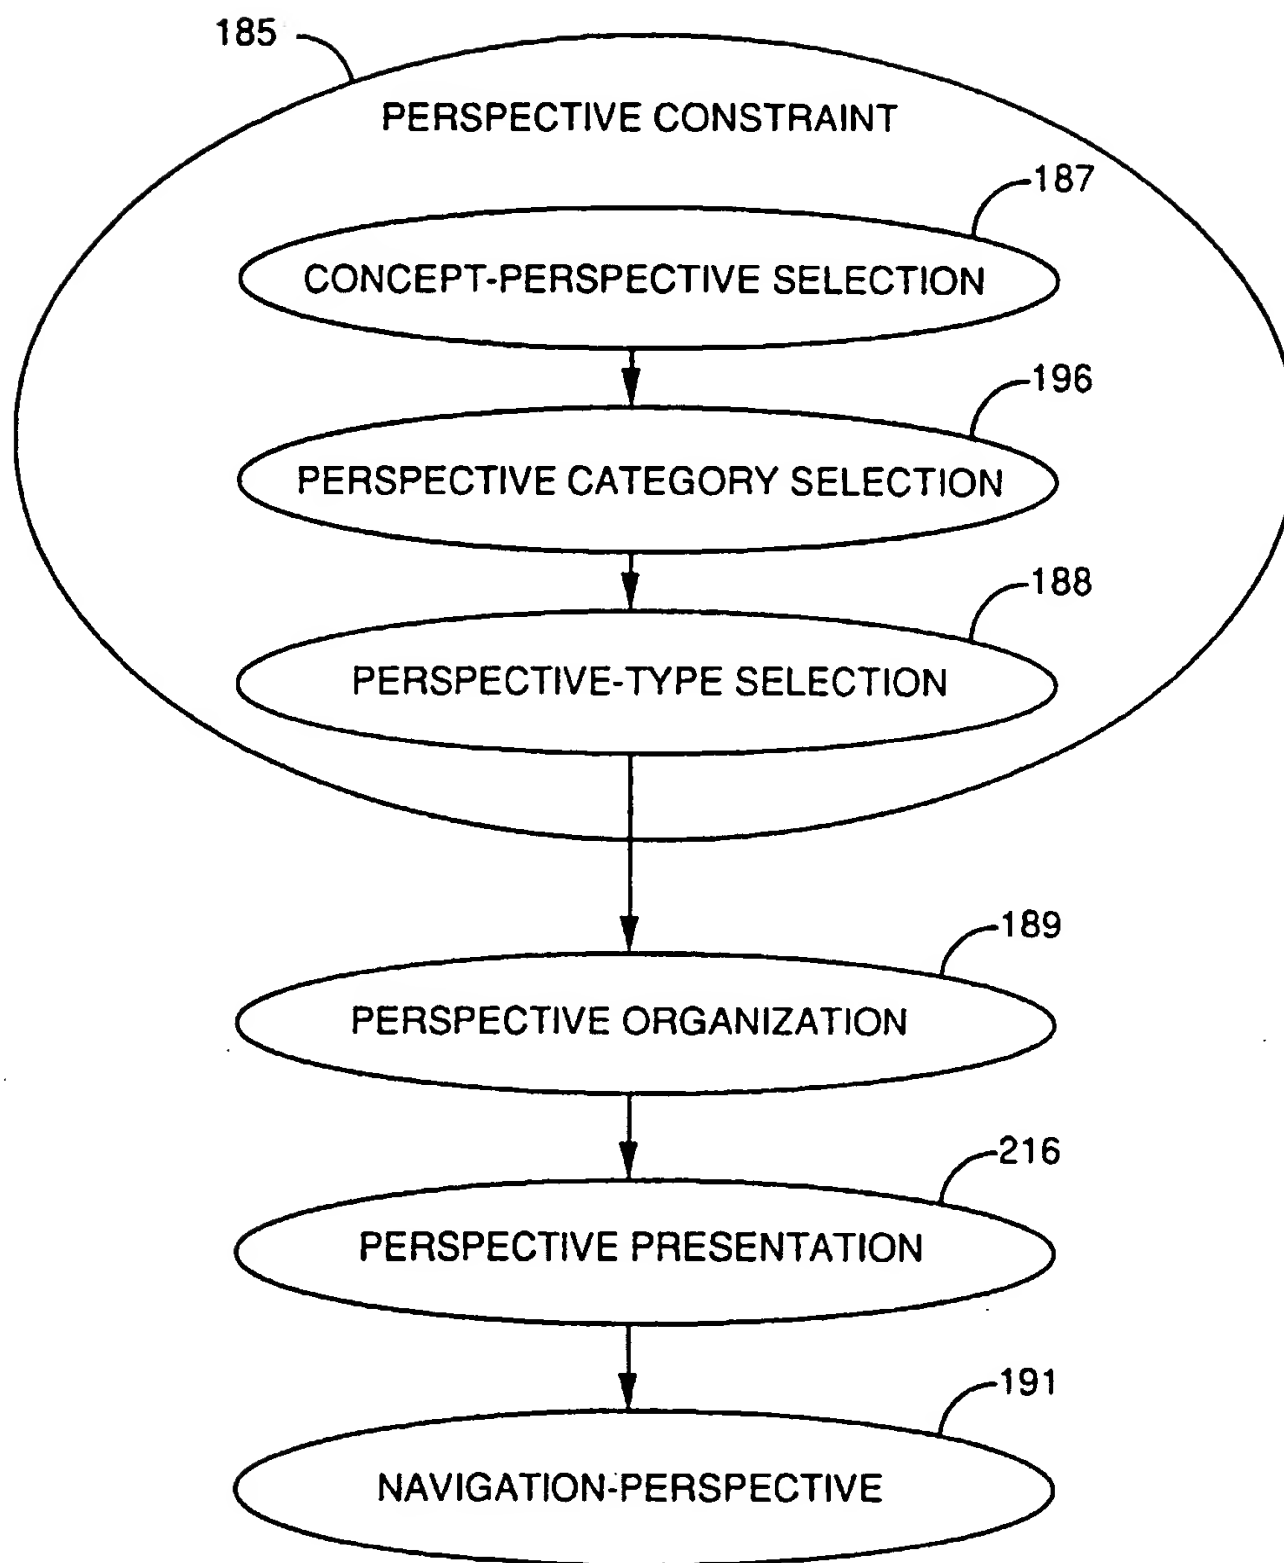 185
PERSPECTIVE CONSTRAINT
187
CONCEPT-PERSPECTIVE SELECTION
196
PERSPECTIVE CATEGORY SELECTION
188
PERSPECTIVE-TYPE SELECTION
189
PERSPECTIVE ORGANIZATION
216
PERSPECTIVE PRESENTATION
191
NAVIGATION-PERSPECTIVE